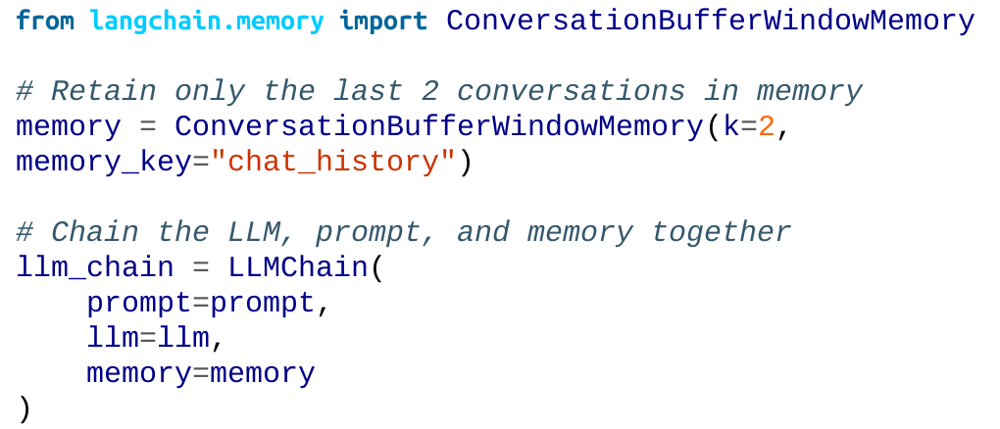 from langchain.memory import ConversationBufferWindowMemory

# Retain only the last 2 conversations in memory
memory = ConversationBufferWindowMemory(k=2,
memory_key="chat_history")

# Chain the LLM, prompt, and memory together
llm_chain = LLMChain(
    prompt=prompt,
    llm=llm,
    memory=memory
)